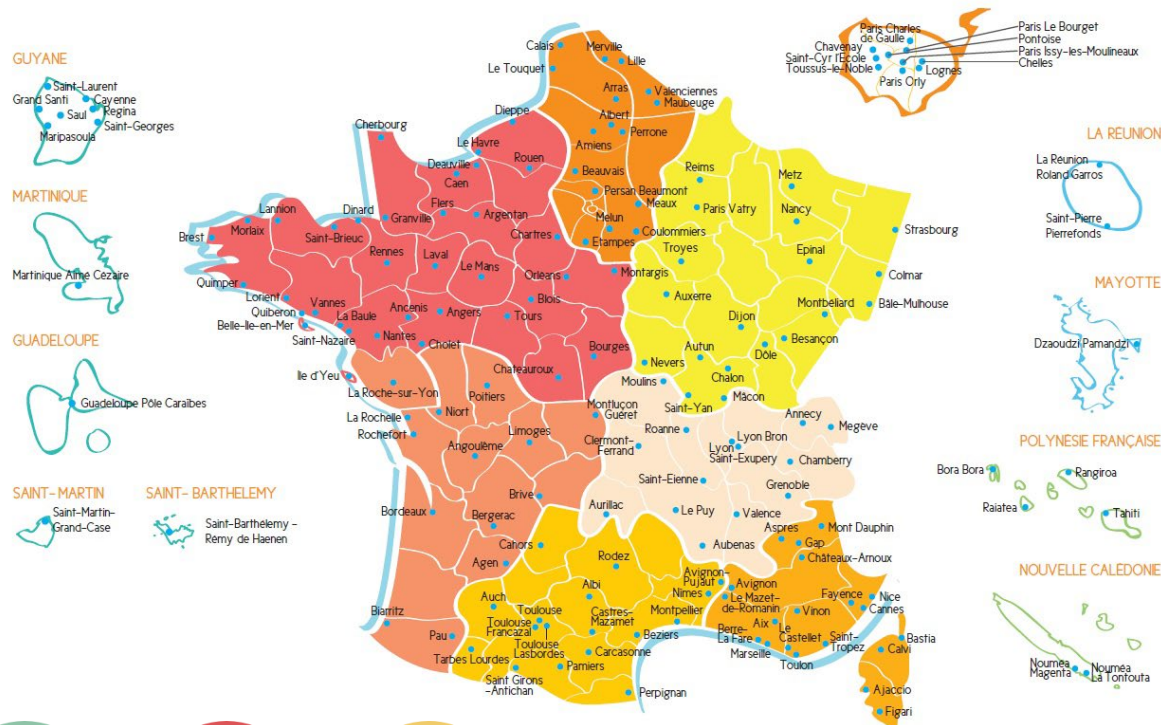 GUYANE
Saint-Laurent
Grand Santi
Cayenne
Regina
Saul
Saint-Georges
Maripasoula
MARTINIQUE
Martinique Aimé Cézaire
GUADELOUPE
Guadeloupe Pôle Caraïbes
SAINT-MARTIN
Saint-Martin-
Grand-Case
SAINT-BARTHELEMY
Saint-Barthelemy -
Remy de Haenen
Calais
Merville
Lille
Le Touquet
Valenciennes
Arras
Maubeuge
Dieppe
Albert
Perrone
Amiens
Cherbourg
Le Havre
Rouen
Beauvais
Deauville
Caen
Persan Beaumont
Flers
Argentan
Meaux
Granville
Melun
Coulommiers
Chartres
Etampes
Reims
Metz
Paris Vatry
Nancy
Strasbourg
Troyes
Epinal
Colmar
Lannion
Dinard
Morlaix
Saint-Brieuc
Brest
Rennes
Laval
Le Mans
Orléans
Montargis
Quimper
Lorient
Vannes
Ancenis
Blois
Auxerre
Montbeliard
Bâle-Mulhouse
Quiberon
La Baule
Angers
Tours
Dijon
Belle-Ile-en-Mer
Nantes
Besançon
Saint-Nazaire
Cholet
Bourges
Autun
Dôle
Nevers
Ile d'Yeu
Chateauroux
Chalon
Moulins
La Roche-sur-Yon
Poitiers
Saint-Yan
Mâcon
Niort
Montluçon
Guéret
Annecy
La Rochelle
Roanne
Megève
Rochefort
Limoges
Clermont-
Ferrand
Lyon Bron
Lyon
Saint-Exupery
Angoulême
Chamberry
Saint-Eienne
Grenoble
Brive
Aurillac
Bordeaux
Le Puy
Valence
Bergerac
Aspres
Mont Dauphin
Cahors
Aubenas
Gap
Agen
Rodez
Châteaux-Arnoux
Avignon-
Pujaut
Avignon
Albi
Nimes
Le Mazet-
de-Romanin
Fayence
Nice
Auch
Cannes
Biarritz
Toulouse
Toulouse
Francazal
Castres-
Mazamet
Montpellier
Vinon
Aix
Berre-
La Fare
Le
Castellet
Saint-
Tropez
Pau
Toulouse
Lasbordes
Beziers
Carcasonne
Marseille
Toulon
Tarbes Lourdes
Pamiers
Saint Girons
-Antichan
Perpignan
Bastia
Calvi
Ajaccio
Figari
Paris Charles
de Gaulle
Paris Le Bourget
Pontoise
Chavenay
Saint-Cyr l'Ecole
Paris Issy-les-Moulineaux
Toussus-le-Noble
Chelles
Lognes
Paris Orly
LA RÉUNION
La Réunion
Roland Garros
Saint-Pierre
Pierrefonds
MAYOTTE
Dzaoudzi Pamandzi
POLYNÉSIE FRANÇAISE
Bora Bora
Rangiroa
Raiatea
Tahiti
NOUVELLE CALÉDONIE
Noumea
Magenta
Noumea
La Tontouta